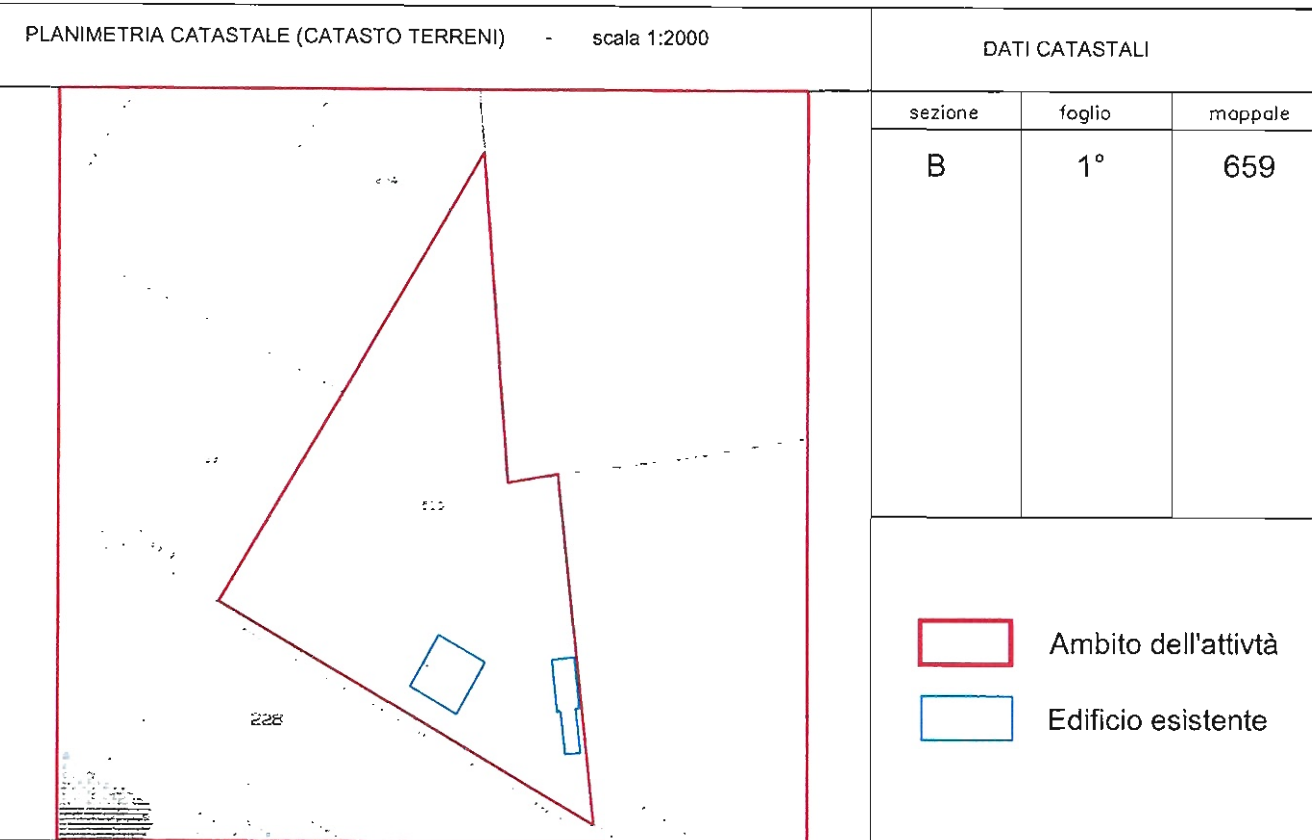 PLANIMETRIA CATASTALE (CATASTO TERRENI) - scala 1:2000
DATI CATASTALI
sezione foglio mappale
B 1° 659
228
Ambito dell'attivtà
Edificio esistente